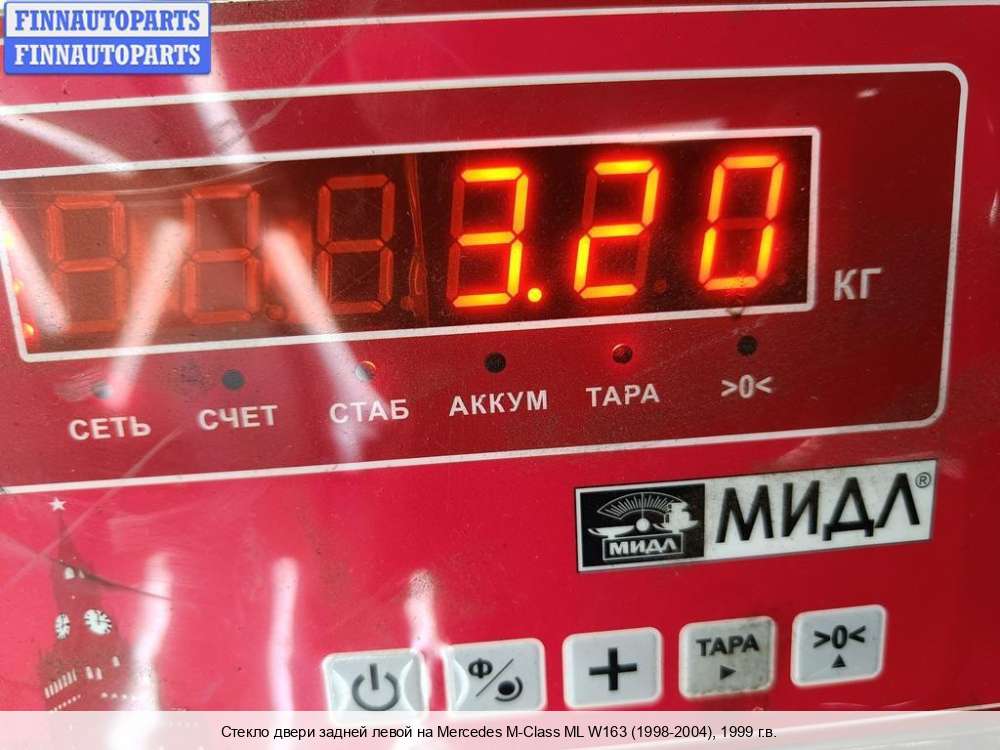 FINNAUTOPARTS
FINNAUTOPARTS
3.20
КГ
СЕТЬ СЧЕТ СТАБ АККУМ ТАРА >0<
МИДЛ МИДЛ®
Ф ТАРА >0<
Стекло двери задней левой на Mercedes M-Class ML W163 (1998-2004), 1999 г.в.